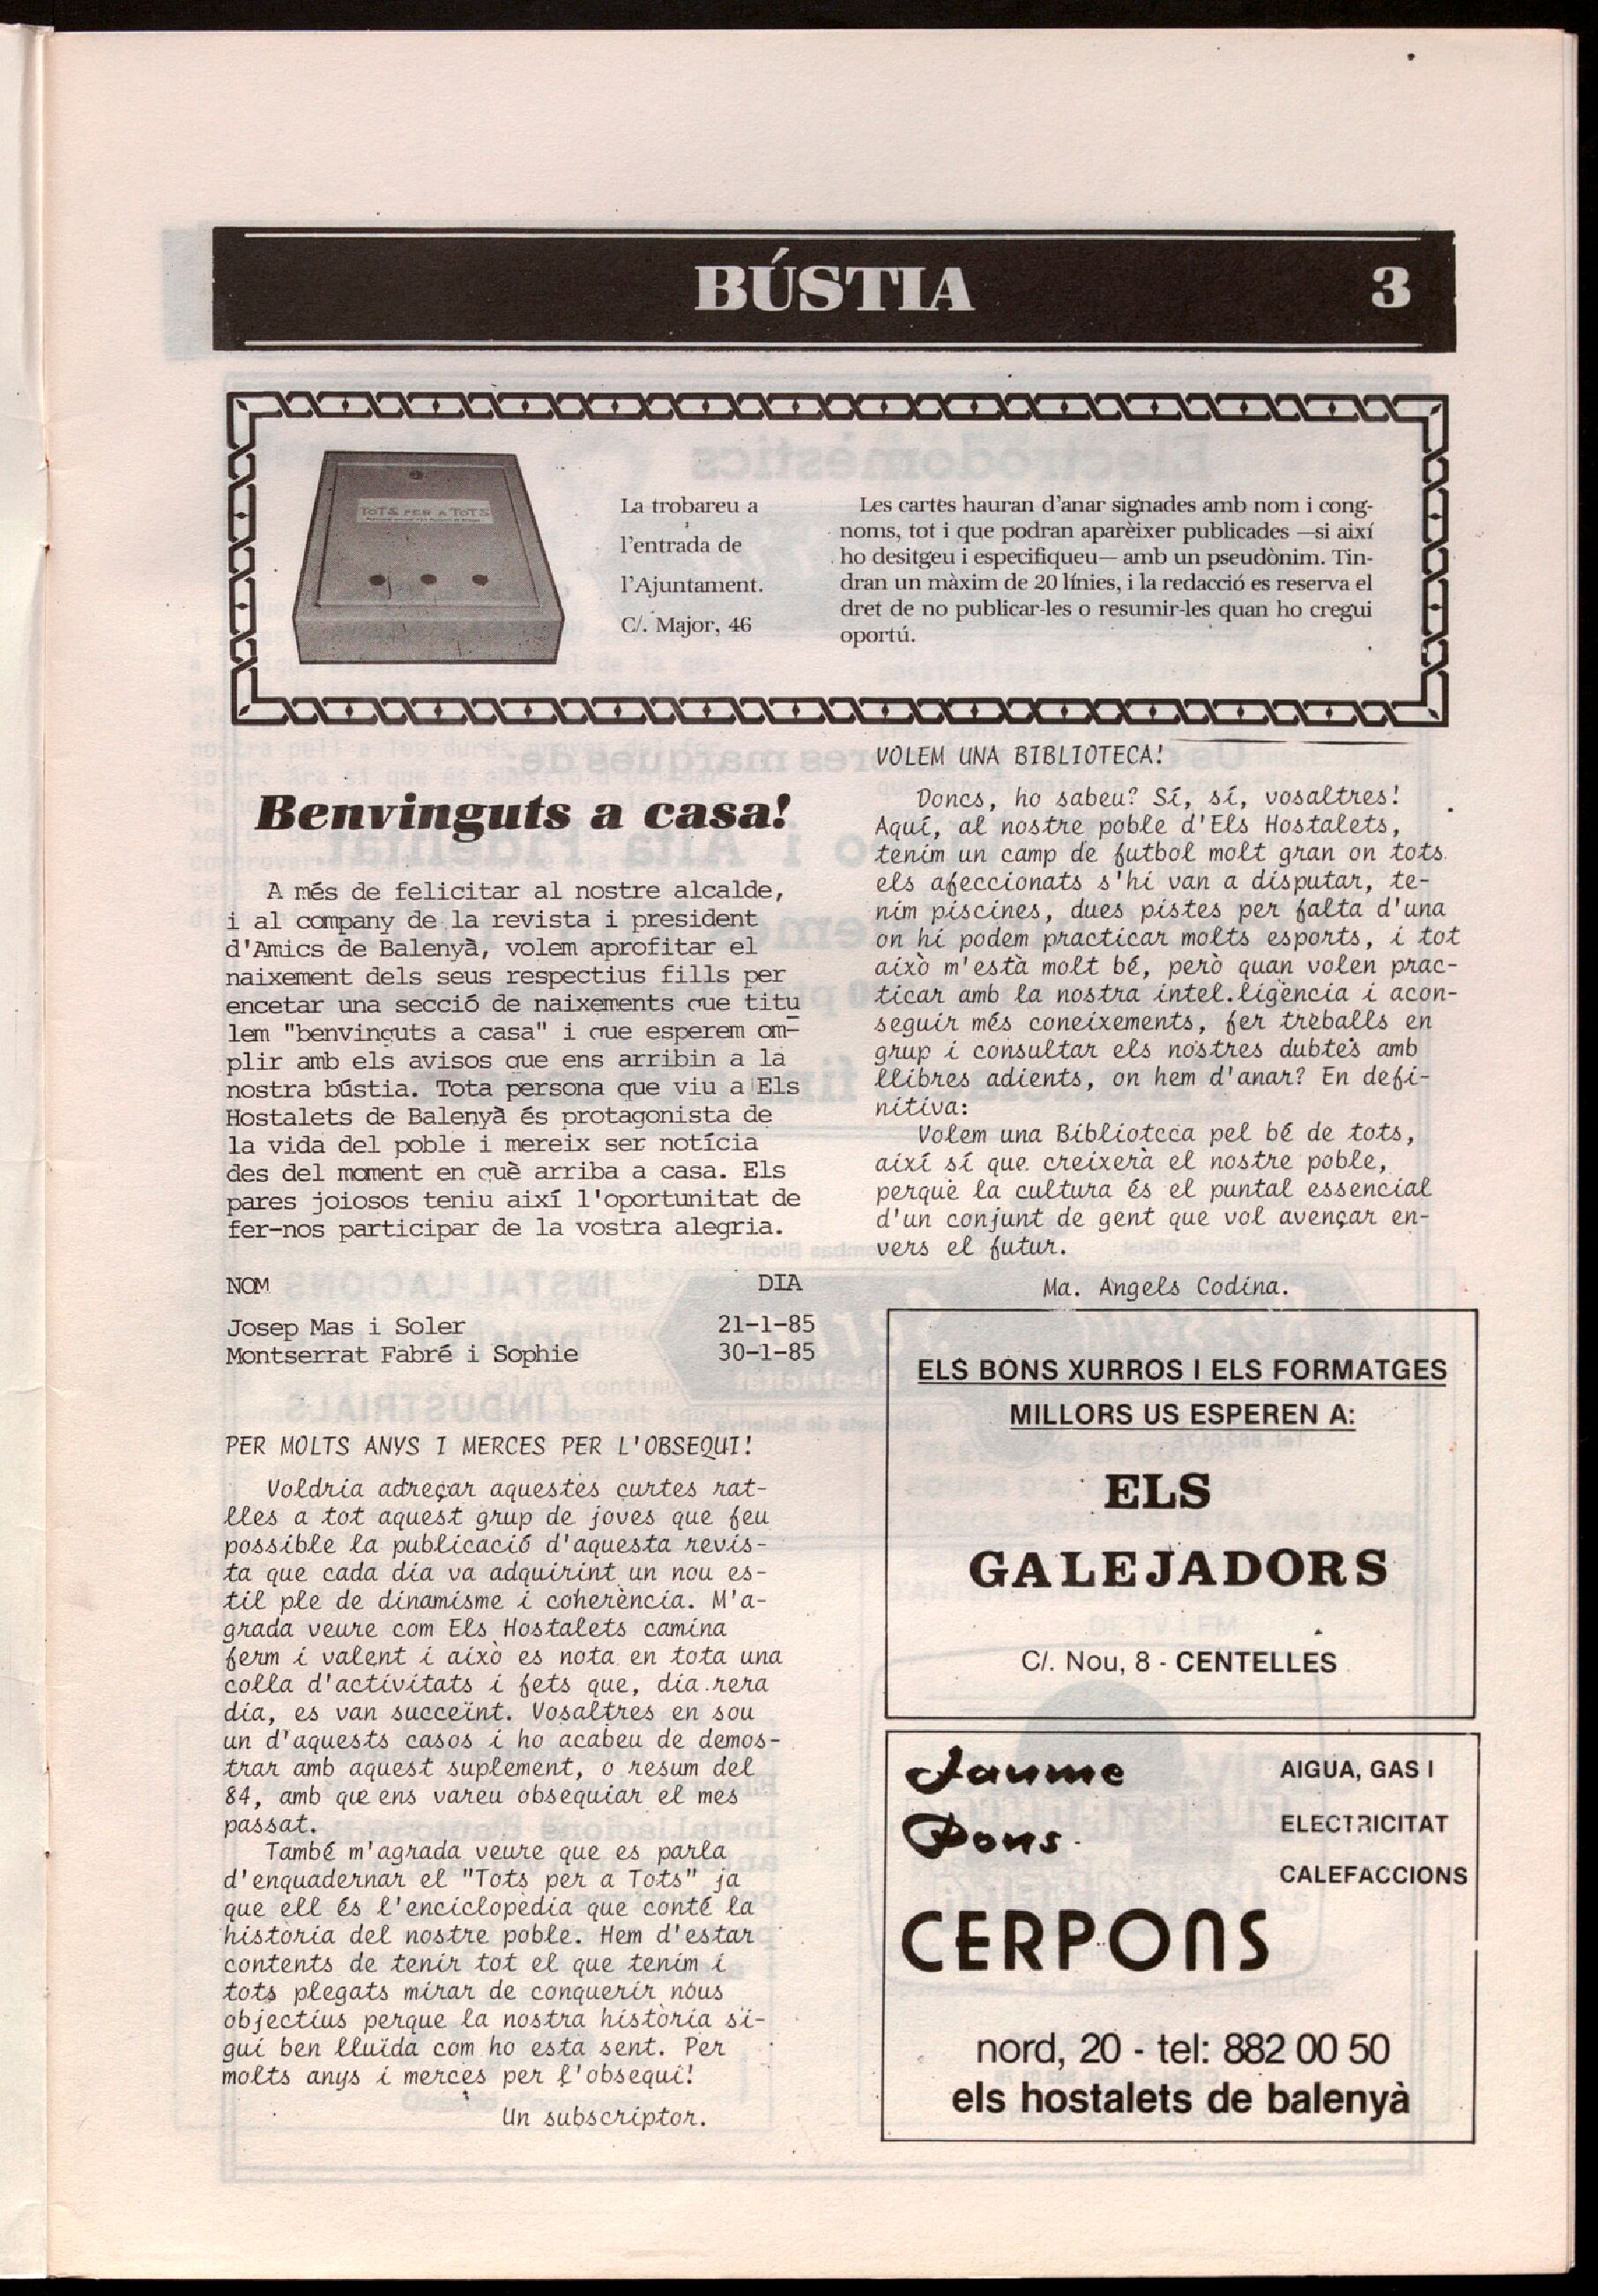 BÚSTIA
3
TOTS PER A TOTS
La trobareu a
l'entrada de
l'Ajuntament.
C/. Major, 46
Les cartes hauran d'anar signades amb nom i cong-
noms, tot i que podran aparèixer publicades —si així
ho desitgeu i especifiqueu— amb un pseudònim. Tin-
dran un màxim de 20 línies, i la redacció es reserva el
dret de no publicar-les o resumir-les quan ho cregui
oportú.
Benvinguts a casa!
A més de felicitar al nostre alcalde,
i al company de la revista i president
d'Amics de Balenyà, volem aprofitar el
naixement dels seus respectius fills per
encetar una secció de naixements que titu
lem "benvinguts a casa" i que esperem om-
plir amb els avisos que ens arribin a la
nostra bústia. Tota persona que viu a Els
Hostalets de Balenyà és protagonista de
la vida del poble i mereix ser notícia
des del moment en què arriba a casa. Els
pares joiosos teniu així l'oportunitat de
fer-nos participar de la vostra alegria.
NOM DIA
Josep Mas i Soler 21-1-85
Montserrat Fabré i Sophie 30-1-85
PER MOLTS ANYS I MERCES PER L'OBSEQUI!
Voldria adreçar aquestes curtes rat-
lles a tot aquest grup de joves que feu
possible la publicació d'aquesta revis-
ta que cada dia va adquirint un nou es-
til ple de dinamisme i coherència. M'a-
grada veure com Els Hostalets camina
ferm i valent i això es nota en tota una
colla d'activitats i fets que, dia rera
dia, es van succeint. Vosaltres en sou
un d'aquests casos i ho acabeu de demos-
trar amb aquest suplement, o resum del
84, amb que ens vareu obsequiar el mes
passat.
També m'agrada veure que es parla
d'enquadernar el "Tots per a Tots" ja
que ell és l'enciclopèdia que conté la
història del nostre poble. Hem d'estar
contents de tenir tot el que tenim i
tots plegats mirar de conquerir nous
objectius perque la nostra història si-
gui ben lluïda com ho esta sent. Per
molts anys i mercès per l'obsequi!
Un subscriptor.
VOLEM UNA BIBLIOTECA!
Doncs, ho sabeu? Sí, sí, vosaltres!
Aquí, al nostre poble d'Els Hostalets,
tenim un camp de futbol molt gran on tots
els afeccionats s'hi van a disputar, te-
nim piscines, dues pistes per falta d'una
on hi podem practicar molts esports, i tot
això m'està molt bé, però quan volen prac-
ticar amb la nostra intel.ligència i acon-
seguir més coneixements, fer treballs en
grup i consultar els nostres dubtes amb
llibres adients, on hem d'anar? En defi-
nitiva:
Volem una Biblioteca pel bé de tots,
així sí que creixerà el nostre poble,
perquè la cultura és el puntal essencial
d'un conjunt de gent que vol avençar en-
vers el futur.
Ma. Angels Codina.
ELS BONS XURROS I ELS FORMATGES
MILLORS US ESPEREN A:
ELS
GALEJADORS
C/. Nou, 8 - CENTELLES
Jaume
Pons
AIGUA, GAS I
ELECTRICITAT
CALEFACCIONS
CERPONS
nord, 20 - tel: 882 00 50
els hostalets de balenyà